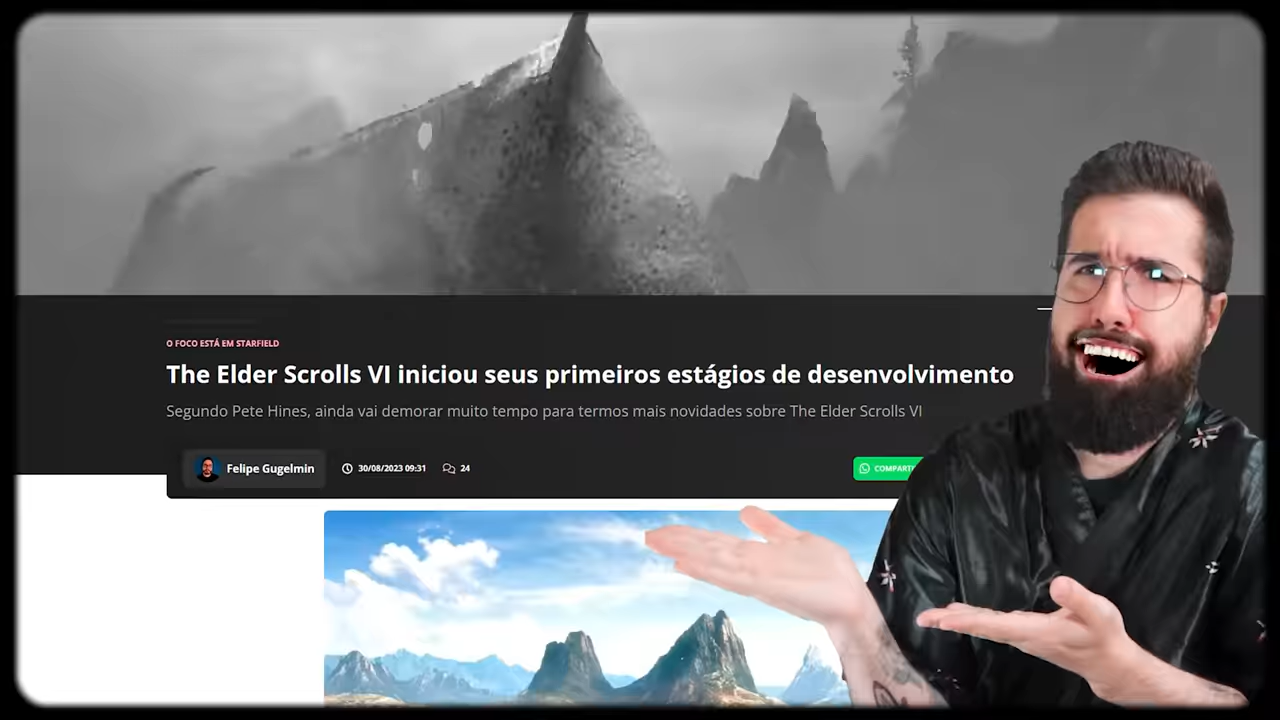 O FOCO ESTÁ EM STARFIELD
The Elder Scrolls VI iniciou seus primeiros estágios de desenvolvimento
Segundo Pete Hines, ainda vai demorar muito tempo para termos mais novidades sobre The Elder Scrolls VI
Felipe Gugelmin 30/08/2023 09:31 24